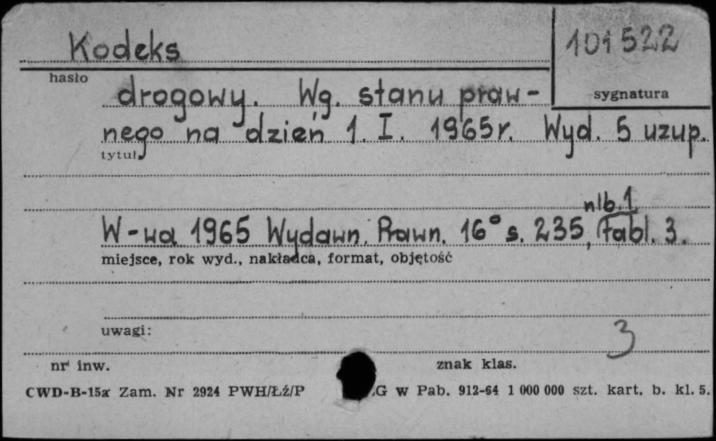 Kodeks
101522
hasło
sygnatura
drogowy. Wg. stanu praw-
nego na dzień 1. I. 1965r. Wyd. 5 uzup.
tytuł
nlb. 1
W-wa 1965 Wydawn. Prawn. 16° s. 235, tabl. 3.
miejsce, rok wyd., nakładca, format, objętość
uwagi:
3
nr inw.
znak klas.
CWD-B-15a Zam. Nr 2924 PWH/Łź/P G w Pab. 912-64 1 000 000 szt. kart. b. kl. 5.